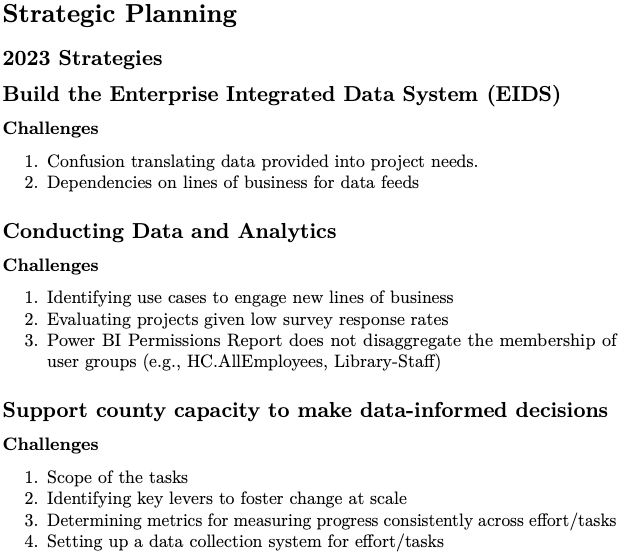 Strategic Planning
2023 Strategies
Build the Enterprise Integrated Data System (EIDS)
Challenges
1. Confusion translating data provided into project needs.
2. Dependencies on lines of business for data feeds
Conducting Data and Analytics
Challenges
1. Identifying use cases to engage new lines of business
2. Evaluating projects given low survey response rates
3. Power BI Permissions Report does not disaggregate the membership of
user groups (e.g., HC.AllEmployees, Library-Staff)
Support county capacity to make data-informed decisions
Challenges
1. Scope of the tasks
2. Identifying key levers to foster change at scale
3. Determining metrics for measuring progress consistently across effort/tasks
4. Setting up a data collection system for effort/tasks